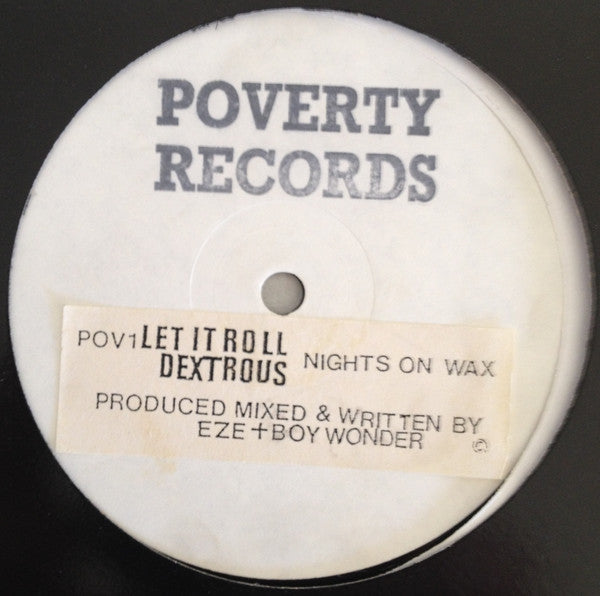 POVERTY
RECORDS
POV1 LET IT ROLL
DEXTROUS NIGHTS ON WAX
PRODUCED MIXED & WRITTEN BY
EZE + BOY WONDER ©